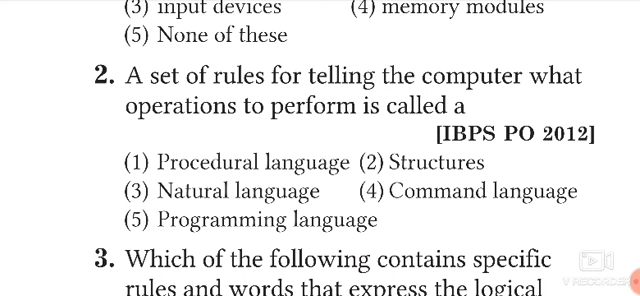 (3) input devices (4) memory modules
(5) None of these
2. A set of rules for telling the computer what
operations to perform is called a
[IBPS PO 2012]
(1) Procedural language (2) Structures
(3) Natural language (4) Command language
(5) Programming language
3. Which of the following contains specific
rules and words that express the logical
V RECORDER